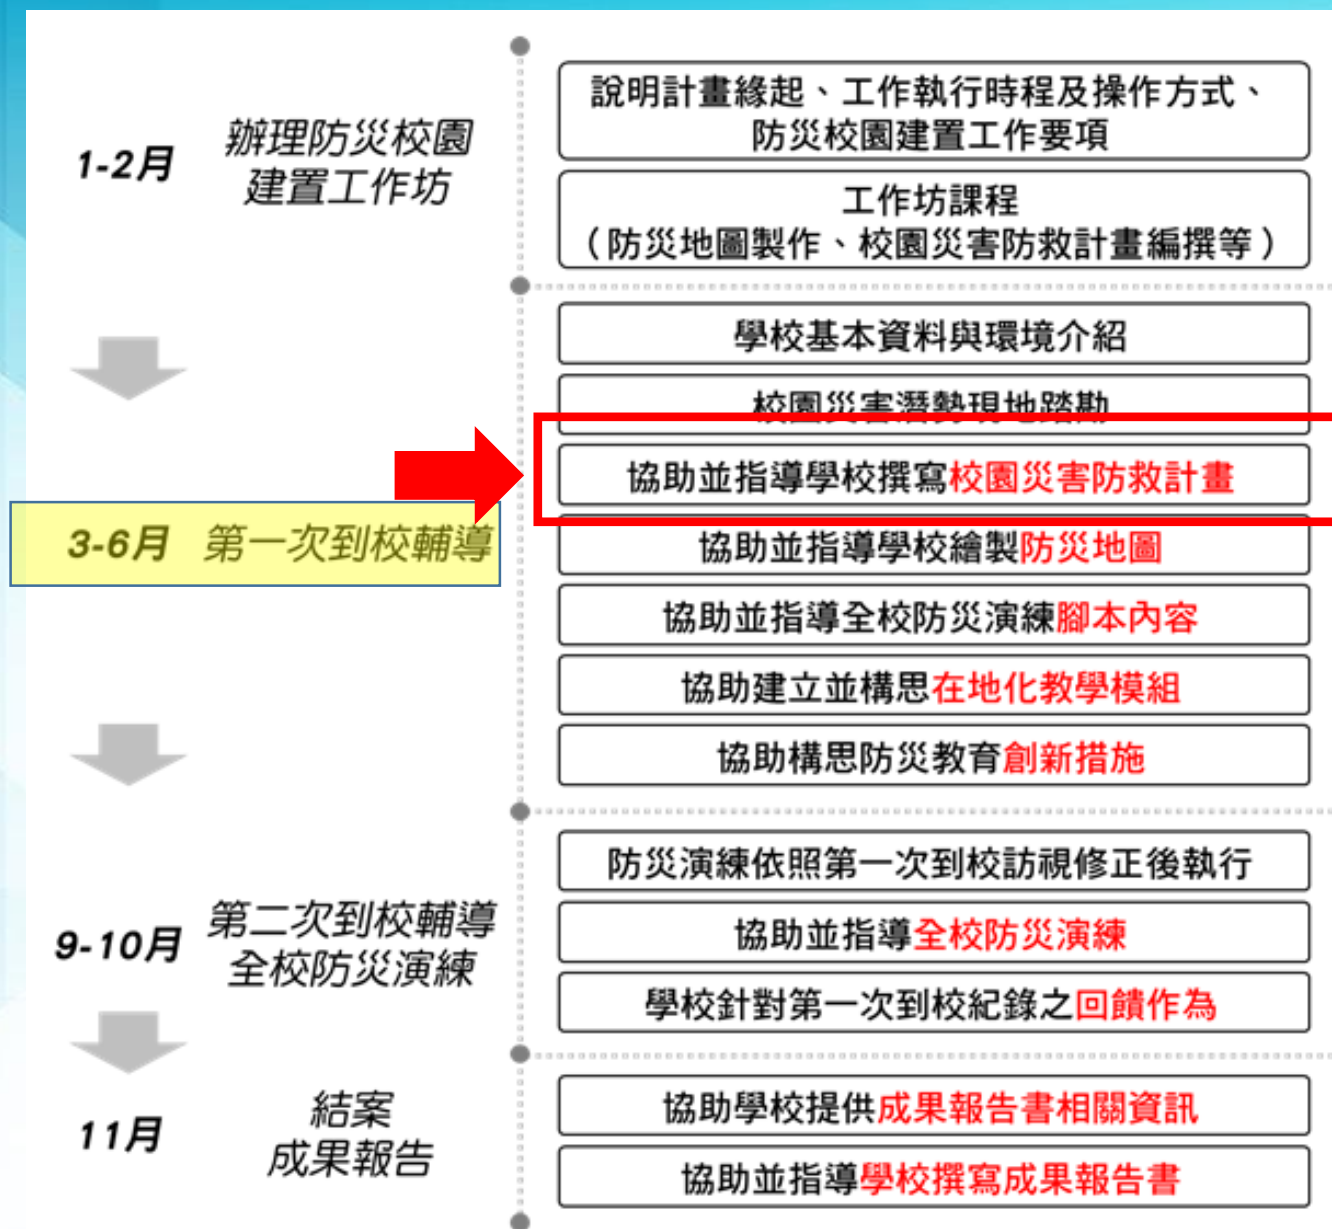 1-2月
辦理防災校園
建置工作坊
說明計畫緣起、工作執行時程及操作方式、
防災校園建置工作要項
工作坊課程
（防災地圖製作、校園災害防救計畫編撰等）
3-6月 第一次到校輔導
學校基本資料與環境介紹
校園災害潛勢現地踏勘
協助並指導學校撰寫校園災害防救計畫
協助並指導學校繪製防災地圖
協助並指導全校防災演練腳本內容
協助建立並構思在地化教學模組
協助構思防災教育創新措施
9-10月
第二次到校輔導
全校防災演練
防災演練依照第一次到校訪視修正後執行
協助並指導全校防災演練
學校針對第一次到校紀錄之回饋作為
11月
結案
成果報告
協助學校提供成果報告書相關資訊
協助並指導學校撰寫成果報告書